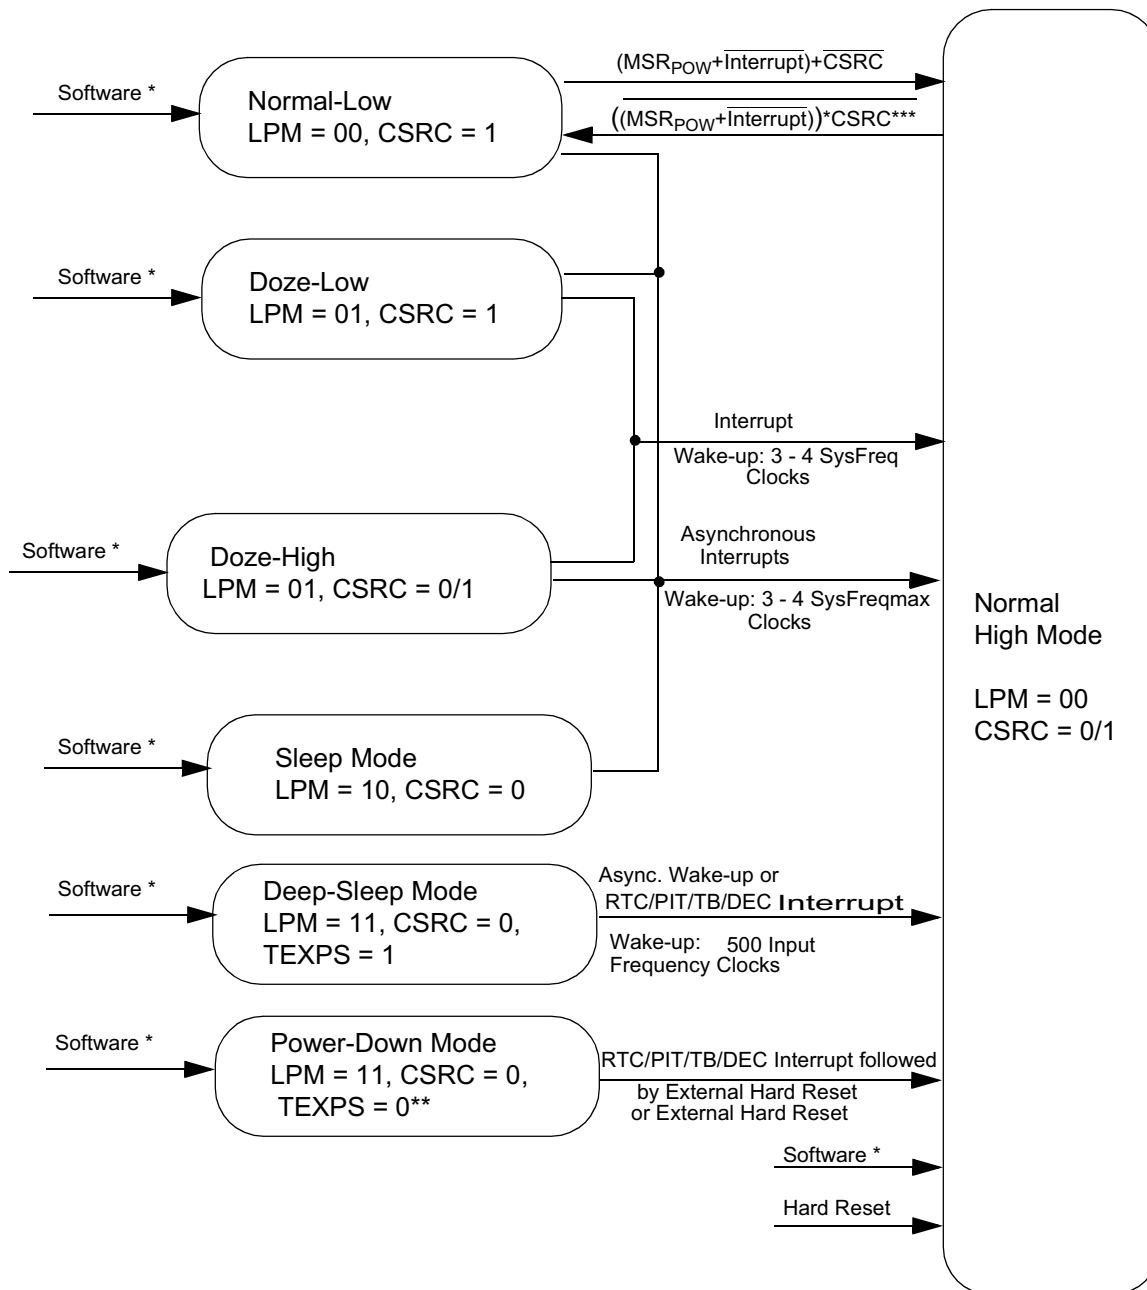 (MSRPOW+Interrupt)+CSRC
Software *
Normal-Low
LPM = 00, CSRC = 1
((MSRPOW+Interrupt))*CSRC***
Software *
Doze-Low
LPM = 01, CSRC = 1
Interrupt
Wake-up: 3 - 4 SysFreq
Clocks
Software *
Doze-High
LPM = 01, CSRC = 0/1
Asynchronous
Interrupts
Wake-up: 3 - 4 SysFreqmax
Clocks
Normal
High Mode
LPM = 00
CSRC = 0/1
Software *
Sleep Mode
LPM = 10, CSRC = 0
Software *
Deep-Sleep Mode
LPM = 11, CSRC = 0,
TEXPS = 1
Async. Wake-up or
RTC/PIT/TB/DEC Interrupt
Wake-up: 500 Input
Frequency Clocks
Software *
Power-Down Mode
LPM = 11, CSRC = 0,
TEXPS = 0**
RTC/PIT/TB/DEC Interrupt followed
by External Hard Reset
or External Hard Reset
Software *
Hard Reset